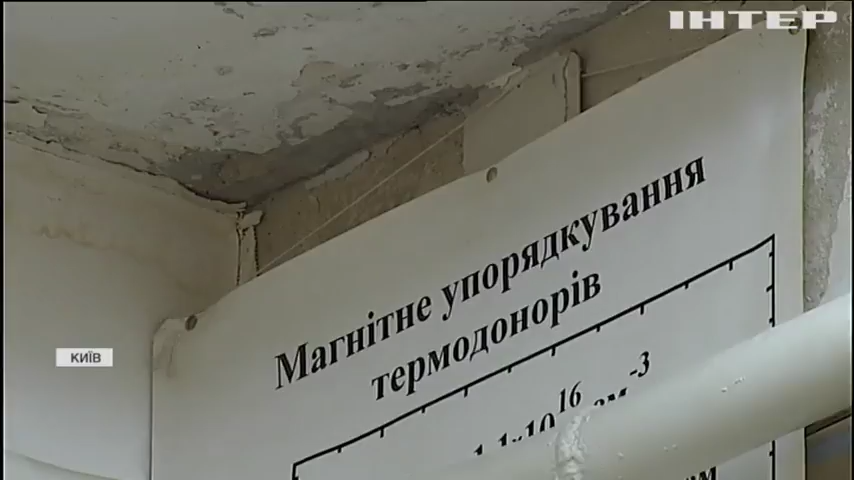 ІНТЕР
Магнітне упорядкування
термодонорів
16
-3
КИЇВ